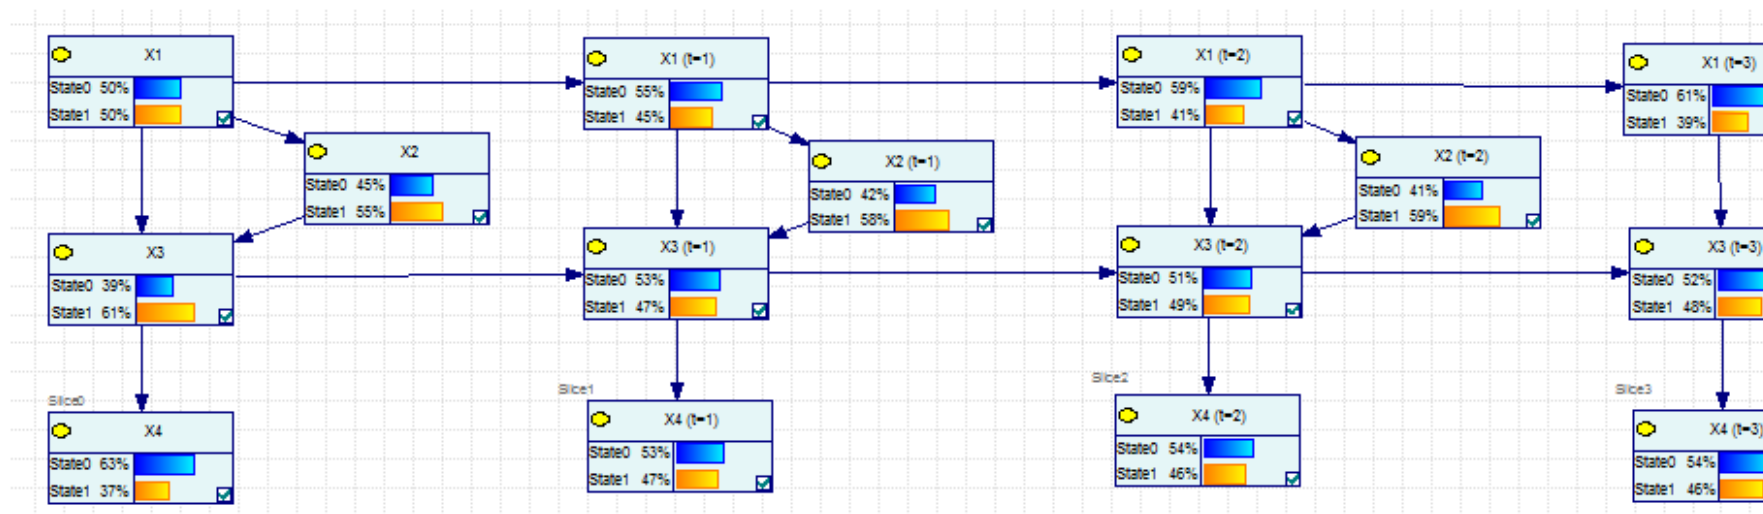 X1
State0 50%
State1 50%
X1 (t=1)
State0 55%
State1 45%
X1 (t=2)
State0 59%
State1 41%
X1 (t=3)
State0 61%
State1 39%
X2
State0 45%
State1 55%
X2 (t=1)
State0 42%
State1 58%
X2 (t=2)
State0 41%
State1 59%
X3
State0 39%
State1 61%
X3 (t=1)
State0 53%
State1 47%
X3 (t=2)
State0 51%
State1 49%
X3 (t=3)
State0 52%
State1 48%
Slice0
Slice1
Slice2
Slice3
X4
State0 63%
State1 37%
X4 (t=1)
State0 53%
State1 47%
X4 (t=2)
State0 54%
State1 46%
X4 (t=3)
State0 54%
State1 46%